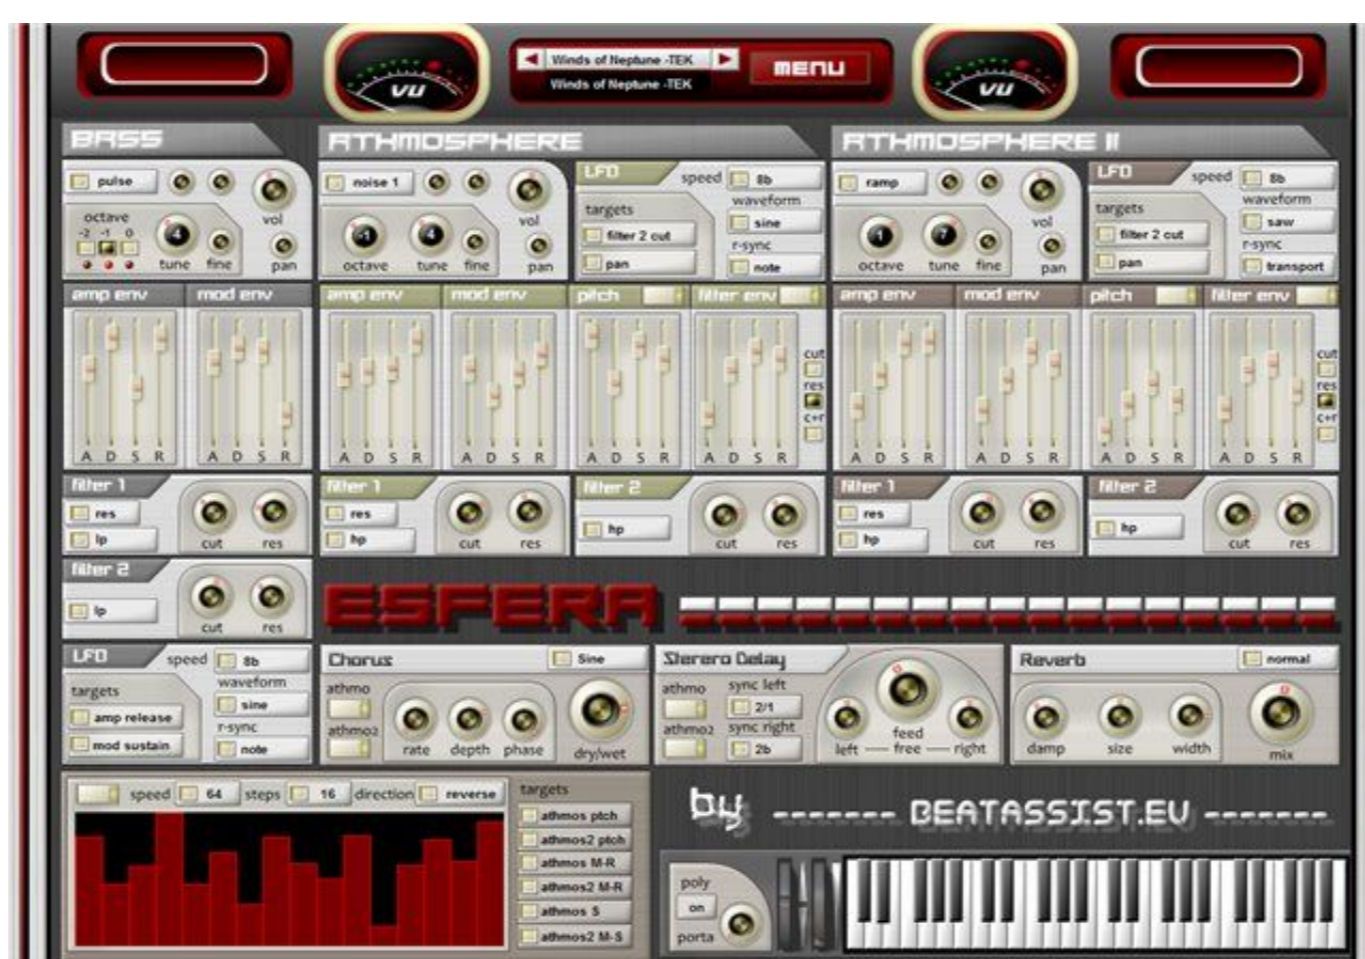 VU
Winds of Neptune -TEK
MENU
Winds of Neptune -TEK
VU
BASS
ATHMOSPHERE
ATHMOSPHERE II
pulse
vol
octave
-2 -1 0
-4
tune fine pan
noise 1
vol
-1
-4
octave tune fine pan
LFO
speed 8b
waveform
targets
sine
filter 2 cut
r-sync
pan
note
ramp
vol
-1
-7
octave tune fine pan
LFO
speed 8b
waveform
targets
saw
filter 2 cut
r-sync
pan
transport
amp env mod env
A D S R A D S R
amp env mod env pitch filter env
cut
res
c+r
A D S R A D S R A D S R A D S R
amp env mod env pitch filter env
cut
res
c+r
A D S R A D S R A D S R A D S R
filter 1
res
lp
cut res
filter 1
res
hp
cut res
filter 2
hp
cut res
filter 1
res
hp
cut res
filter 2
hp
cut res
filter 2
lp
cut res
ESFERA
LFO
speed 8b
waveform
targets
sine
amp release
r-sync
mod sustain
note
Chorus
Sine
athmo
athmo2
rate depth phase dry/wet
Sterero Delay
athmo sync left
2/1
athmo2 sync right
2b
feed
left free right
Reverb
normal
damp size width mix
speed 64 steps 16 direction reverse
targets
athmos ptch
athmos2 ptch
athmos M-R
athmos2 M-R
athmos S
athmos2 M-S
by ------- BEATASSIST.EU -------
poly
on
porta